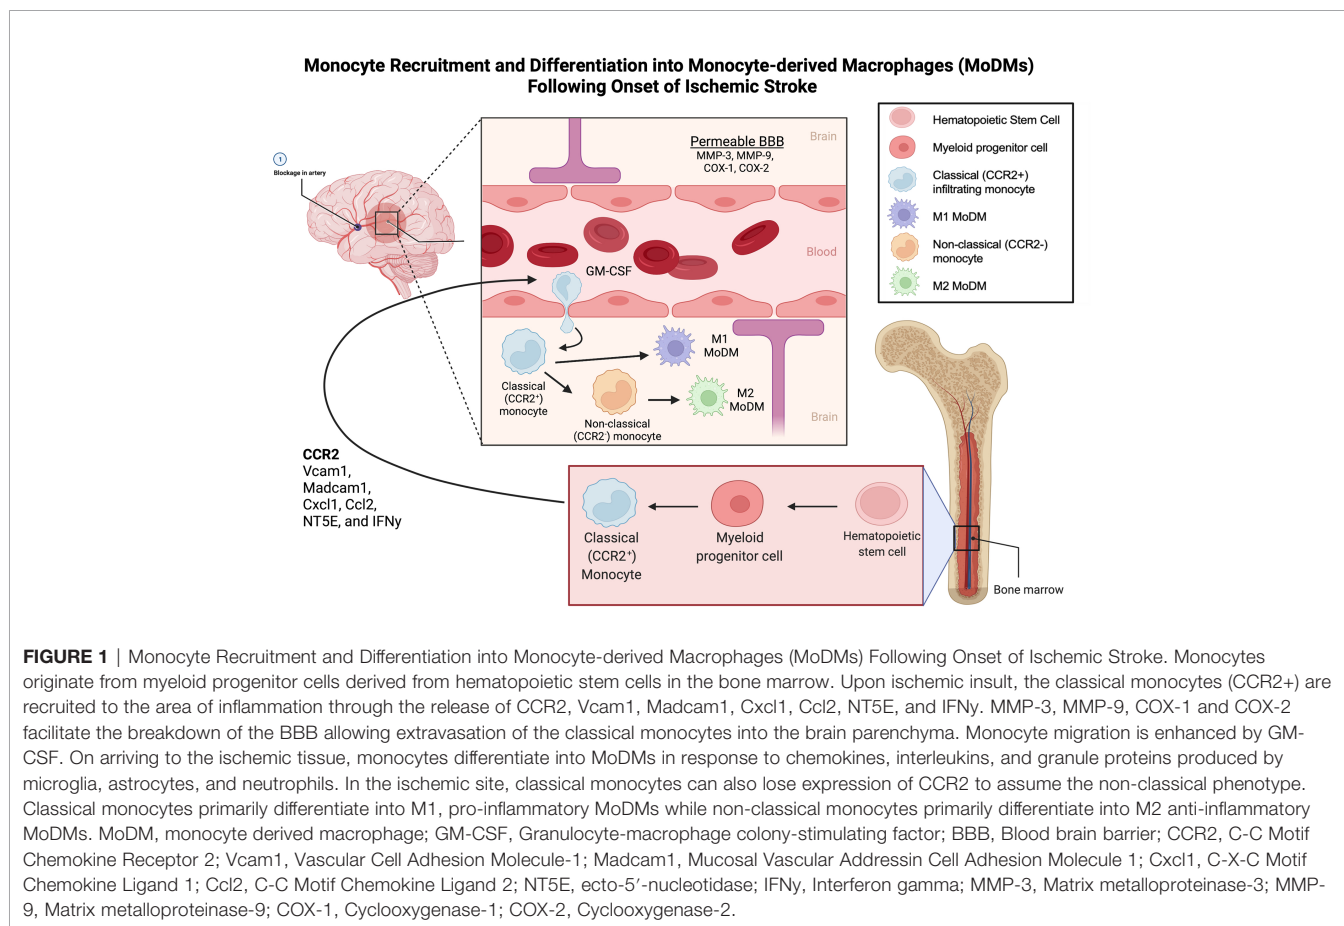 Monocyte Recruitment and Differentiation into Monocyte-derived Macrophages (MoDMs)
Following Onset of Ischemic Stroke
1
Blockage in artery
Permeable BBB
MMP-3, MMP-9,
COX-1, COX-2
Brain
Blood
GM-CSF
M1
MoDM
Classical
(CCR2⁺)
monocyte
M2
MoDM
Non-classical
(CCR2⁻) monocyte
Brain
Hematopoietic Stem Cell
Myeloid progenitor cell
Classical (CCR2+)
infiltrating monocyte
M1 MoDM
Non-classical (CCR2-)
monocyte
M2 MoDM
CCR2
Vcam1,
Madcam1,
Cxcl1, Ccl2,
NT5E, and IFNy
Classical
(CCR2⁺)
Monocyte
Myeloid
progenitor cell
Hematopoietic
stem cell
Bone marrow
FIGURE 1 | Monocyte Recruitment and Differentiation into Monocyte-derived Macrophages (MoDMs) Following Onset of Ischemic Stroke. Monocytes
originate from myeloid progenitor cells derived from hematopoietic stem cells in the bone marrow. Upon ischemic insult, the classical monocytes (CCR2+) are
recruited to the area of inflammation through the release of CCR2, Vcam1, Madcam1, Cxcl1, Ccl2, NT5E, and IFNy. MMP-3, MMP-9, COX-1 and COX-2
facilitate the breakdown of the BBB allowing extravasation of the classical monocytes into the brain parenchyma. Monocyte migration is enhanced by GM-
CSF. On arriving to the ischemic tissue, monocytes differentiate into MoDMs in response to chemokines, interleukins, and granule proteins produced by
microglia, astrocytes, and neutrophils. In the ischemic site, classical monocytes can also lose expression of CCR2 to assume the non-classical phenotype.
Classical monocytes primarily differentiate into M1, pro-inflammatory MoDMs while non-classical monocytes primarily differentiate into M2 anti-inflammatory
MoDMs. MoDM, monocyte derived macrophage; GM-CSF, Granulocyte-macrophage colony-stimulating factor; BBB, Blood brain barrier; CCR2, C-C Motif
Chemokine Receptor 2; Vcam1, Vascular Cell Adhesion Molecule-1; Madcam1, Mucosal Vascular Addressin Cell Adhesion Molecule 1; Cxcl1, C-X-C Motif
Chemokine Ligand 1; Ccl2, C-C Motif Chemokine Ligand 2; NT5E, ecto-5′-nucleotidase; IFNy, Interferon gamma; MMP-3, Matrix metalloproteinase-3; MMP-
9, Matrix metalloproteinase-9; COX-1, Cyclooxygenase-1; COX-2, Cyclooxygenase-2.